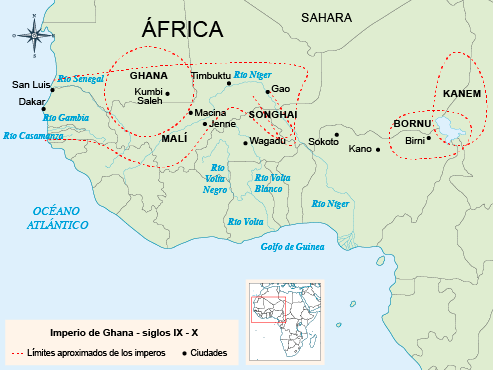 SAHARA
ÁFRICA
GHANA
Kumbi
Saleh
Timbuktu
Río Níger
Gao
San Luis
Río Senegal
Dakar
Río Gambia
Río Casamanza
Macina
Jenne
MALÍ
SONGHAI
Wagadu
Sokoto
Kano
BORNU
Birni
KANEM
Río
Volta
Negro
Río Volta
Blanco
Río Volta
Río Níger
OCÉANO
ATLÁNTICO
Golfo de Guinea
Imperio de Ghana - siglos IX - X
Límites aproximados de los imperos
Ciudades